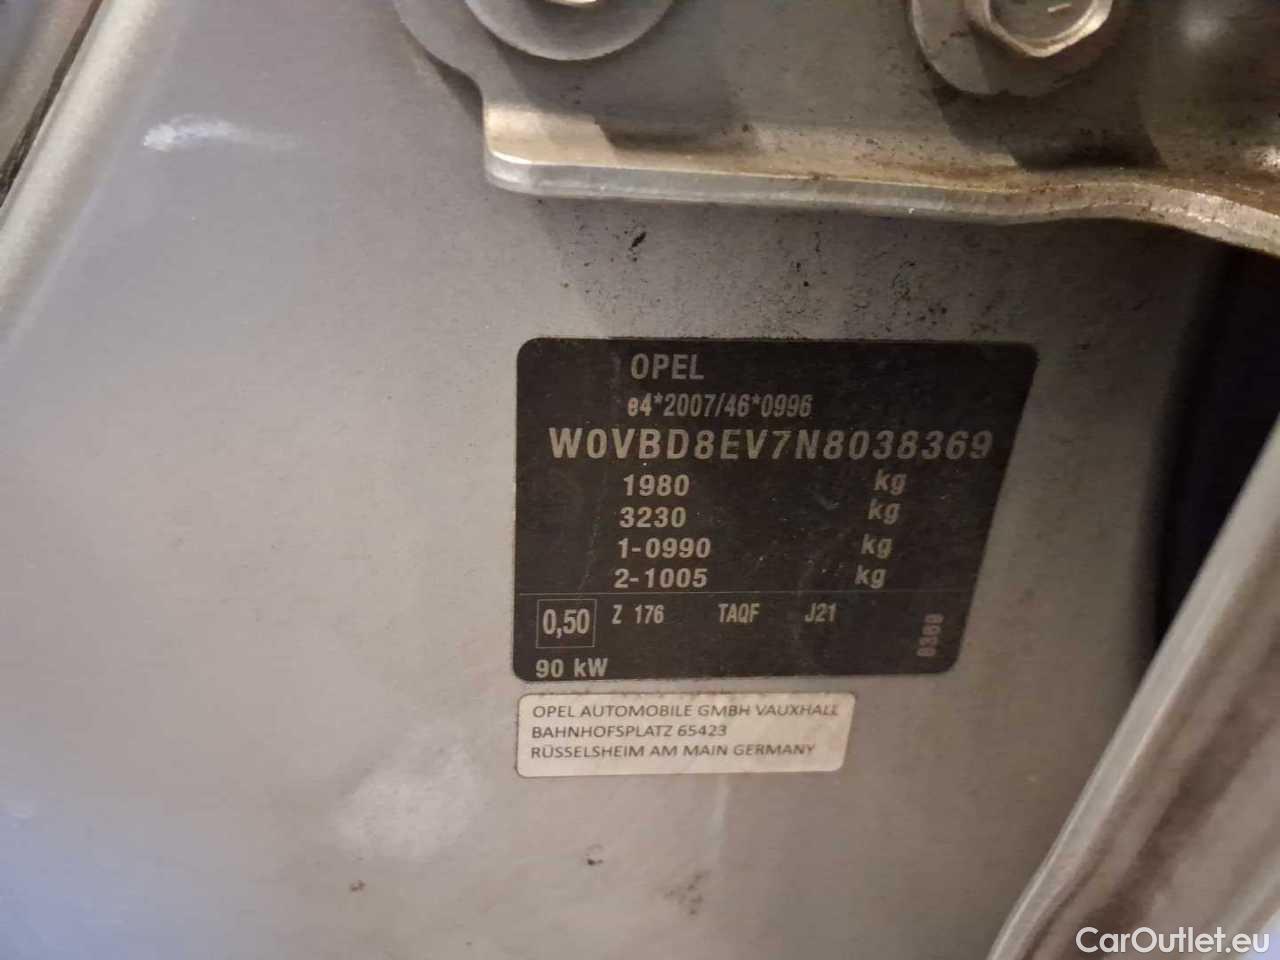 OPEL
e4*2007/46*0996
W0VBD8EV7N8038369
1980 kg
3230 kg
1-0990 kg
2-1005 kg
0,50 Z 176 TAQF J21
8369
90 kW
OPEL AUTOMOBILE GMBH VAUXHALL
BAHNHOFSPLATZ 65423
RÜSSELSHEIM AM MAIN GERMANY
CarOutlet.eu